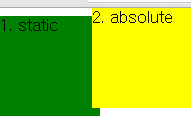 1. static
2. absolute